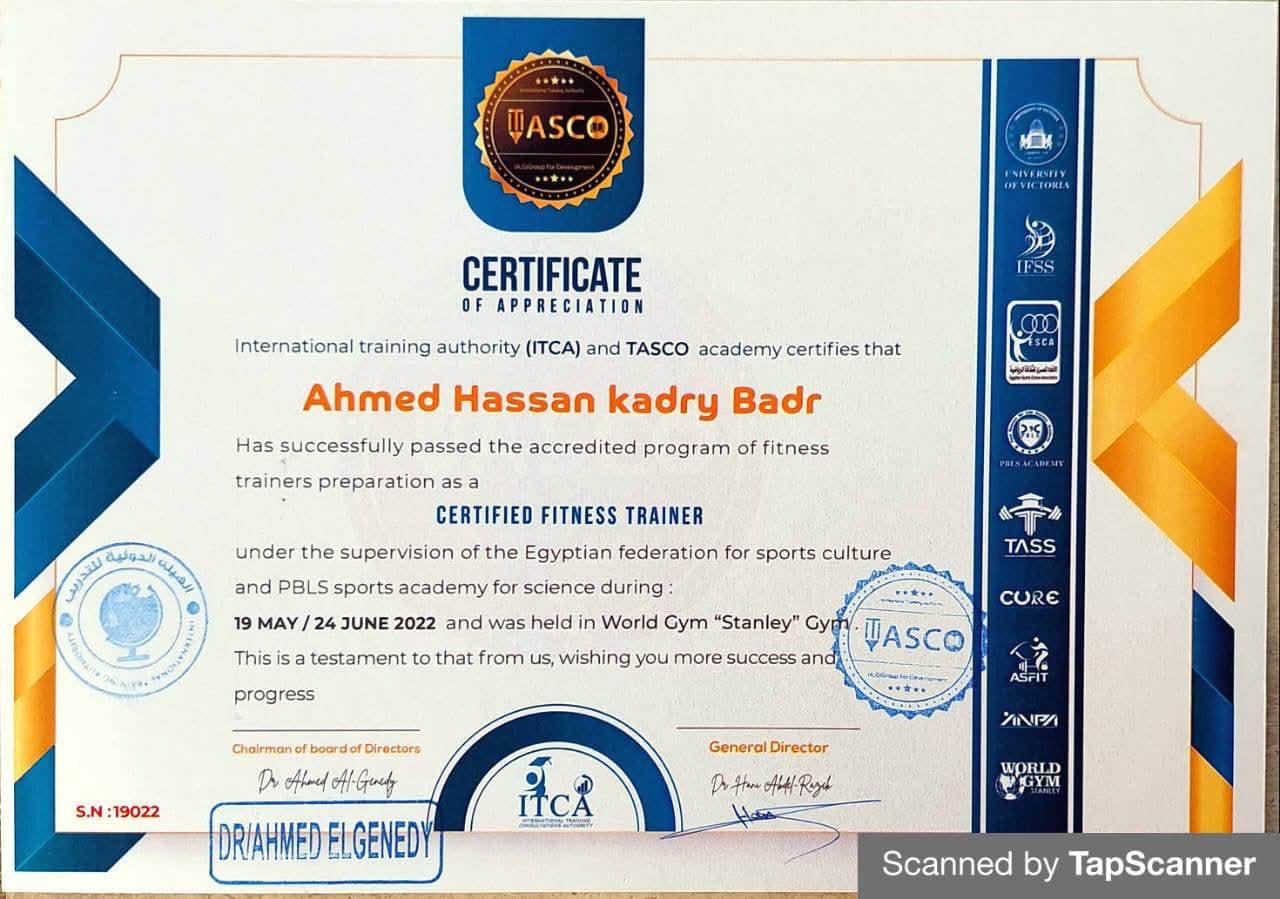 International Training Authority
TASCO
(A.G)Group For Development
CERTIFICATE
OF APPRECIATION
International training authority (ITCA) and TASCO academy certifies that
Ahmed Hassan kadry Badr
Has successfully passed the accredited program of fitness
trainers preparation as a
CERTIFIED FITNESS TRAINER
under the supervision of the Egyptian federation for sports culture
and PBLS sports academy for science during :
19 MAY / 24 JUNE 2022 and was held in World Gym “Stanley” Gym .
This is a testament to that from us, wishing you more success and
progress
Chairman of board of Directors
Dr Ahmed Al-Genedy
General Director
Dr Hani Abdel-Razek
S.N :19022
DR/AHMED ELGENEDY
ITCA
INTERNATIONAL TRAINING
CONSULTATIONS AUTHORITY
الهيئة الدولية للتدريب
INTERNATIONAL TRAINING AUTHORITY
TASCO
(A.G)Group For Development
UNIVERSITY
OF VICTORIA
IFSS
ESCA
Egyptian Sports Culture Association
PBLS
PBLS ACADEMY
TASS
CURE
ASFIT
WORLD
GYM
STANLEY
Scanned by TapScanner